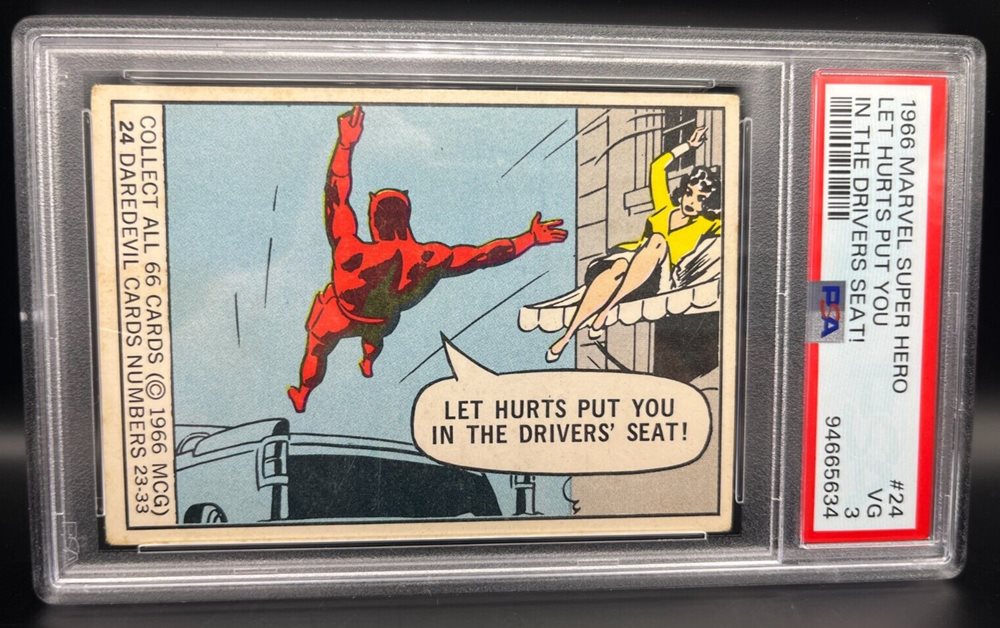 COLLECT ALL 66 CARDS (© 1966 MCG)
24 DAREDEVIL CARDS NUMBERS 23-33
LET HURTS PUT YOU
IN THE DRIVERS' SEAT!
1966 MARVEL SUPER HERO
LET HURTS PUT YOU
IN THE DRIVERS SEAT!
#24
VG
3
94665634
PSA